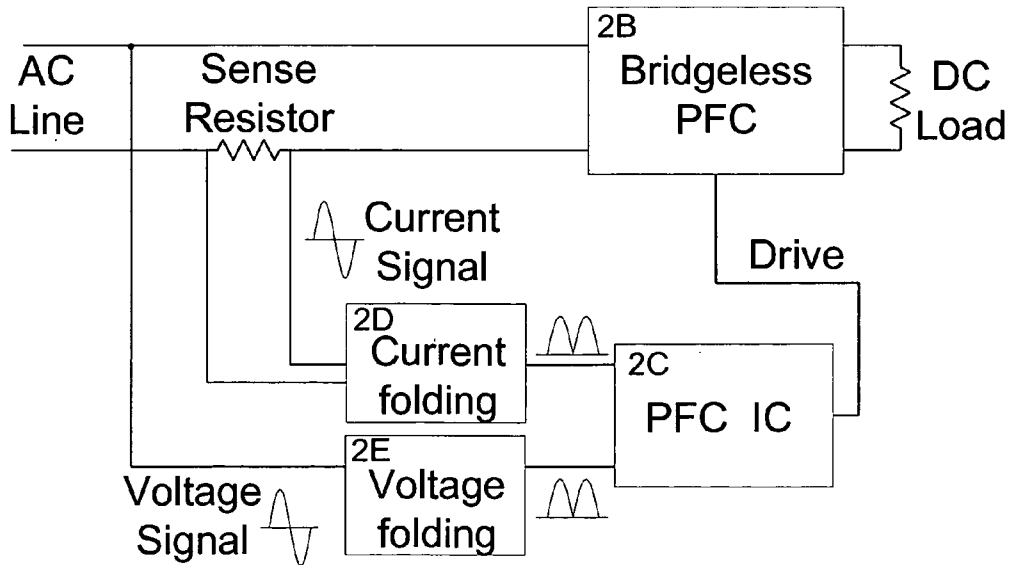 2B
Bridgeless
PFC
AC
Line
Sense
Resistor
DC
Load
Current
Signal
Drive
2D
Current
folding
2C
PFC IC
2E
Voltage
folding
Voltage
Signal